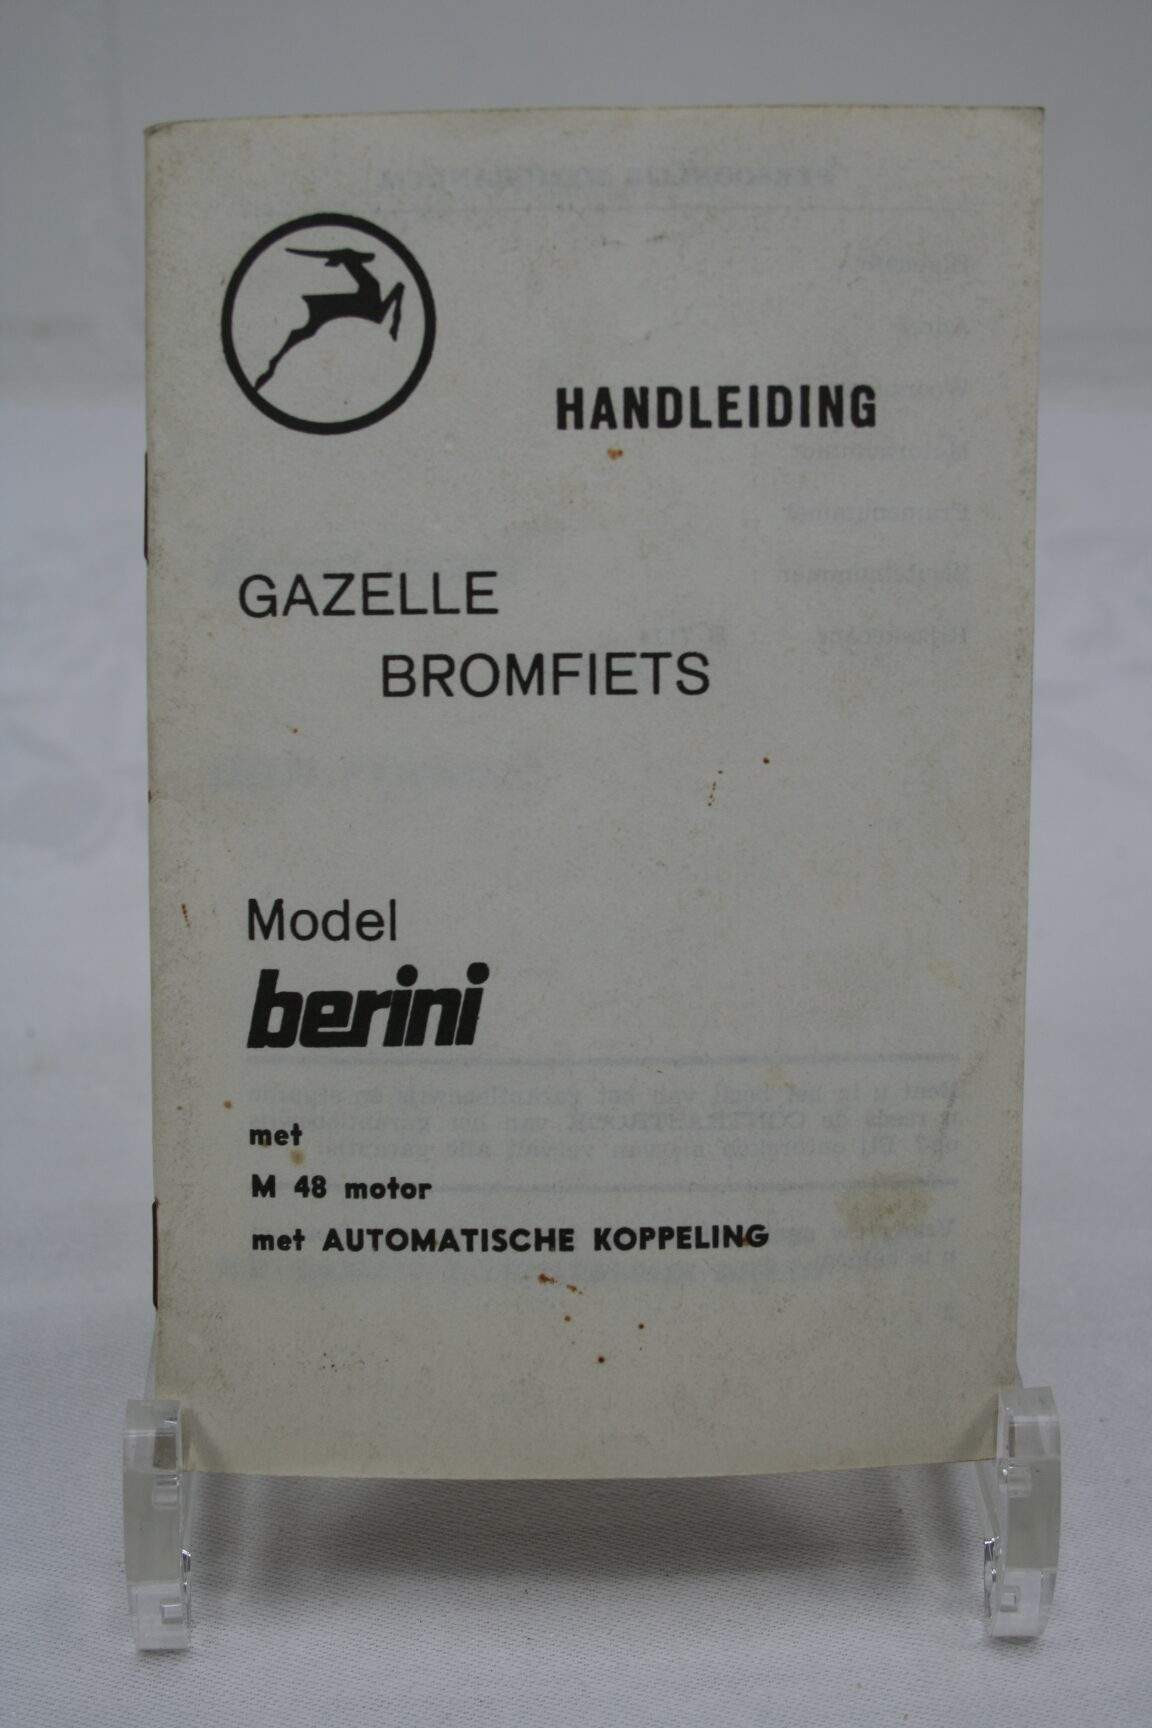 HANDLEIDING
GAZELLE
BROMFIETS
Model
berini
met
M 48 motor
met AUTOMATISCHE KOPPELING